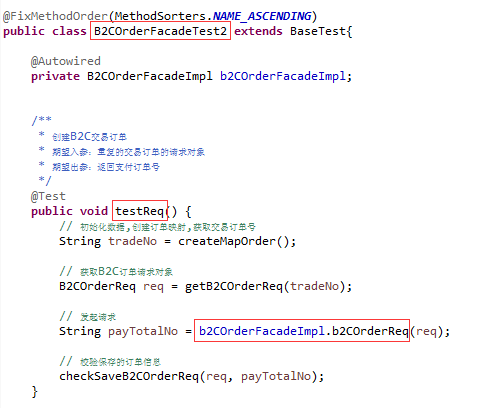 @FixMethodOrder(MethodSorters.NAME_ASCENDING)
public class B2COrderFacadeTest2 extends BaseTest{
@Autowired
private B2COrderFacadeImpl b2COrderFacadeImpl;
/**
* 创建B2C交易订单
* 期望入参：重复的交易订单的请求对象
* 期望出参：返回支付订单号
*/
@Test
public void testReq() {
// 初始化数据,创建订单映射,获取交易订单号
String tradeNo = createMapOrder();
// 获取B2C订单请求对象
B2COrderReq req = getB2COrderReq(tradeNo);
// 发起请求
String payTotalNo = b2COrderFacadeImpl.b2COrderReq(req);
// 校验保存的订单信息
checkSaveB2COrderReq(req, payTotalNo);
}